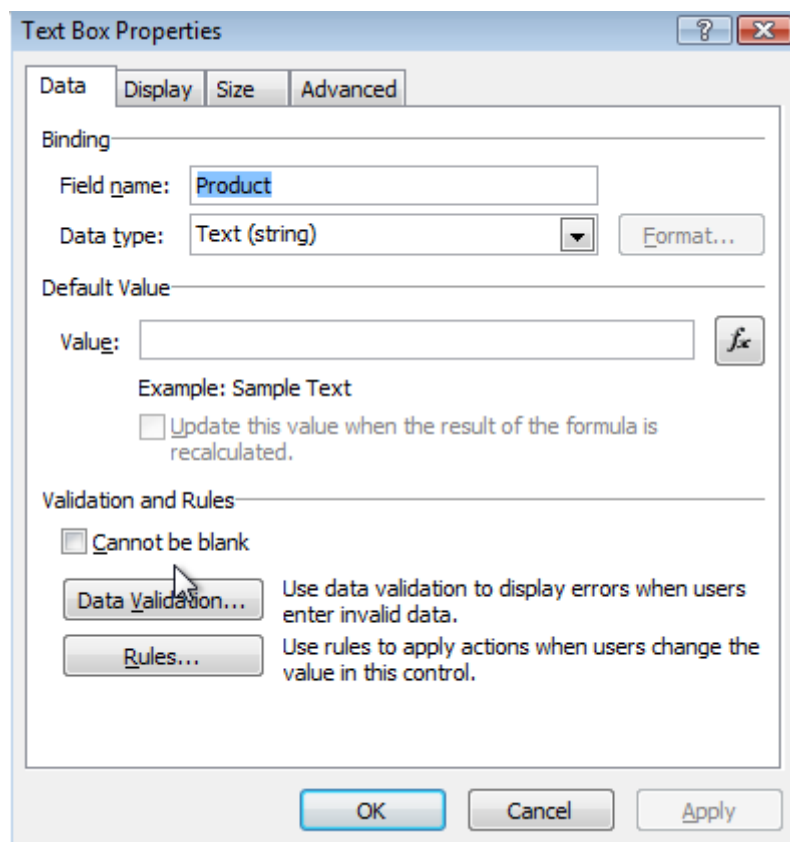 Text Box Properties
Data Display Size Advanced
Binding
Field name: Product
Data type: Text (string) Format...
Default Value
Value: fx
Example: Sample Text
Update this value when the result of the formula is
recalculated.
Validation and Rules
Cannot be blank
Data Validation... Use data validation to display errors when users
enter invalid data.
Rules... Use rules to apply actions when users change the
value in this control.
OK Cancel Apply